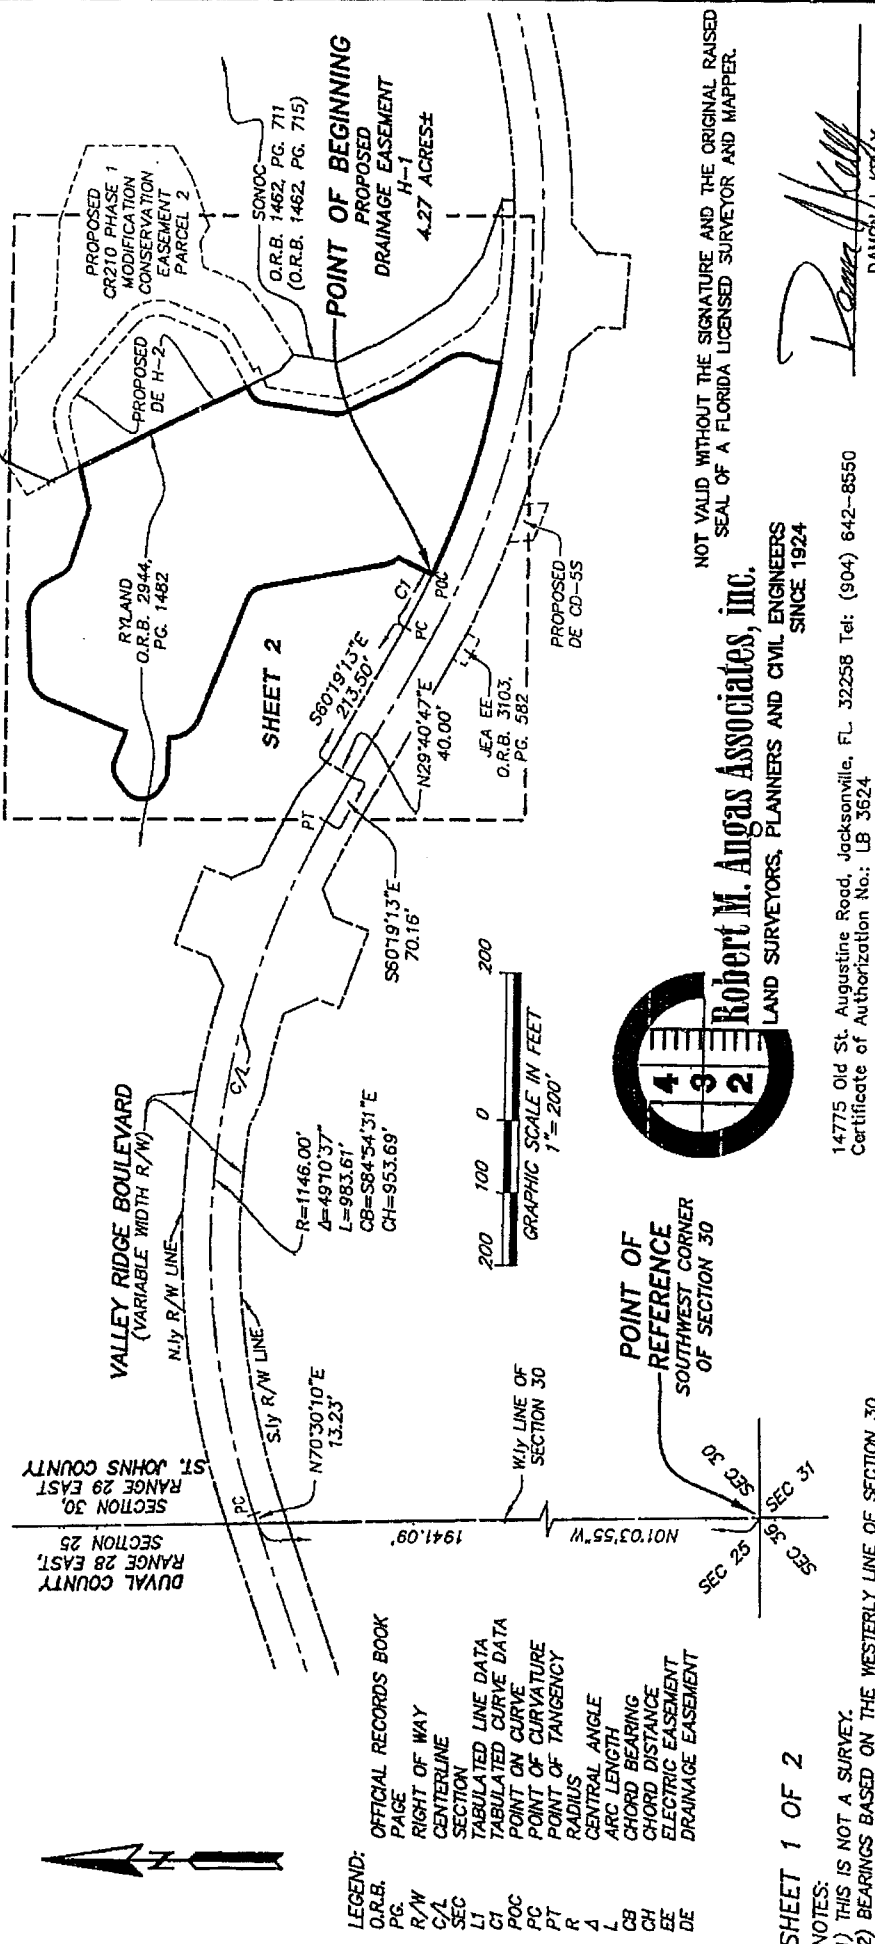 DUVAL COUNTY
RANGE 28 EAST,
SECTION 25
SECTION 30,
RANGE 29 EAST
ST. JOHNS COUNTY
VALLEY RIDGE BOULEVARD
(VARIABLE WIDTH R/W)
N.ly R/W LINE
S.ly R/W LINE
C/L
PC
N70°30'10"E
13.23'
R=1146.00'
Δ=49°10'37"
L=983.61'
CB=S84°54'31"E
CH=953.69'
1941.09'
N01°03'55"W
W.ly LINE OF
SECTION 30
POINT OF
REFERENCE
SOUTHWEST CORNER
OF SECTION 30
SEC 25
SEC 30
SEC 36
SEC 31
PT
S60°19'13"E
70.16'
N29°40'47"E
40.00'
S60°19'13"E
213.50'
PC
C1
POC
SHEET 2
RYLAND
O.R.B. 2944,
PG. 1482
PROPOSED
DE H-2
PROPOSED
CR210 PHASE 1
MODIFICATION
CONSERVATION
EASEMENT
PARCEL 2
SONOC
O.R.B. 1462, PG. 711
(O.R.B. 1462, PG. 715)
POINT OF BEGINNING
PROPOSED
DRAINAGE EASEMENT
H-1
4.27 ACRES±
JEA EE
O.R.B. 3103,
PG. 582
PROPOSED
DE CD-5S
200 100 0 200
GRAPHIC SCALE IN FEET
1" = 200'
LEGEND:
O.R.B. OFFICIAL RECORDS BOOK
PG. PAGE
R/W RIGHT OF WAY
C/L CENTERLINE
SEC SECTION
L1 TABULATED LINE DATA
C1 TABULATED CURVE DATA
POC POINT ON CURVE
PC POINT OF CURVATURE
PT POINT OF TANGENCY
R RADIUS
Δ CENTRAL ANGLE
L ARC LENGTH
CB CHORD BEARING
CH CHORD DISTANCE
EE ELECTRIC EASEMENT
DE DRAINAGE EASEMENT
SHEET 1 OF 2
NOTES:
1) THIS IS NOT A SURVEY.
2) BEARINGS BASED ON THE WESTERLY LINE OF SECTION 30
4
3
2
Robert M. Angas Associates, inc.
LAND SURVEYORS, PLANNERS AND CIVIL ENGINEERS
SINCE 1924
14775 Old St. Augustine Road, Jacksonville, FL. 32258 Tel: (904) 642-8550
Certificate of Authorization No.: LB 3624
NOT VALID WITHOUT THE SIGNATURE AND THE ORIGINAL RAISED
SEAL OF A FLORIDA LICENSED SURVEYOR AND MAPPER.